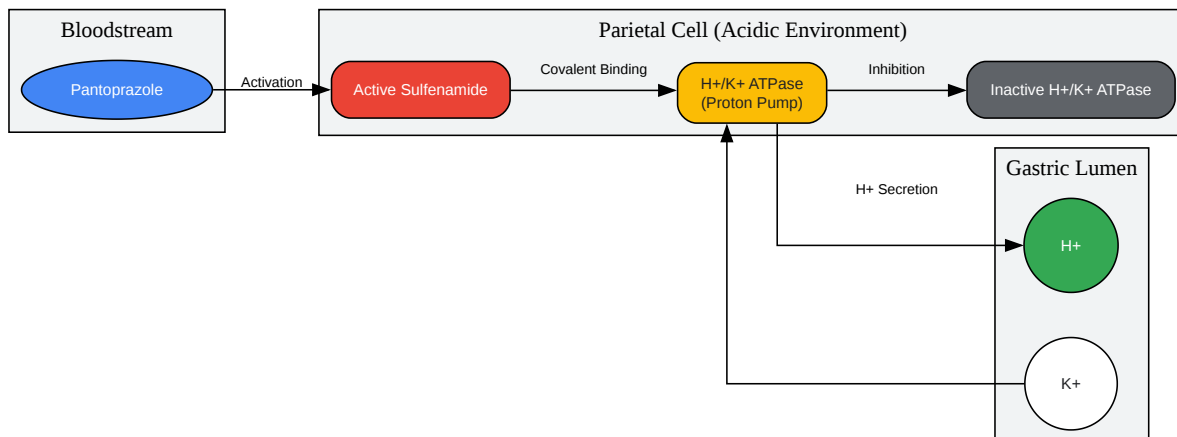 Bloodstream
Pantoprazole
Activation
Parietal Cell (Acidic Environment)
Active Sulfenamide
Covalent Binding
H+/K+ ATPase
(Proton Pump)
Inhibition
Inactive H+/K+ ATPase
H+ Secretion
Gastric Lumen
H+
K+